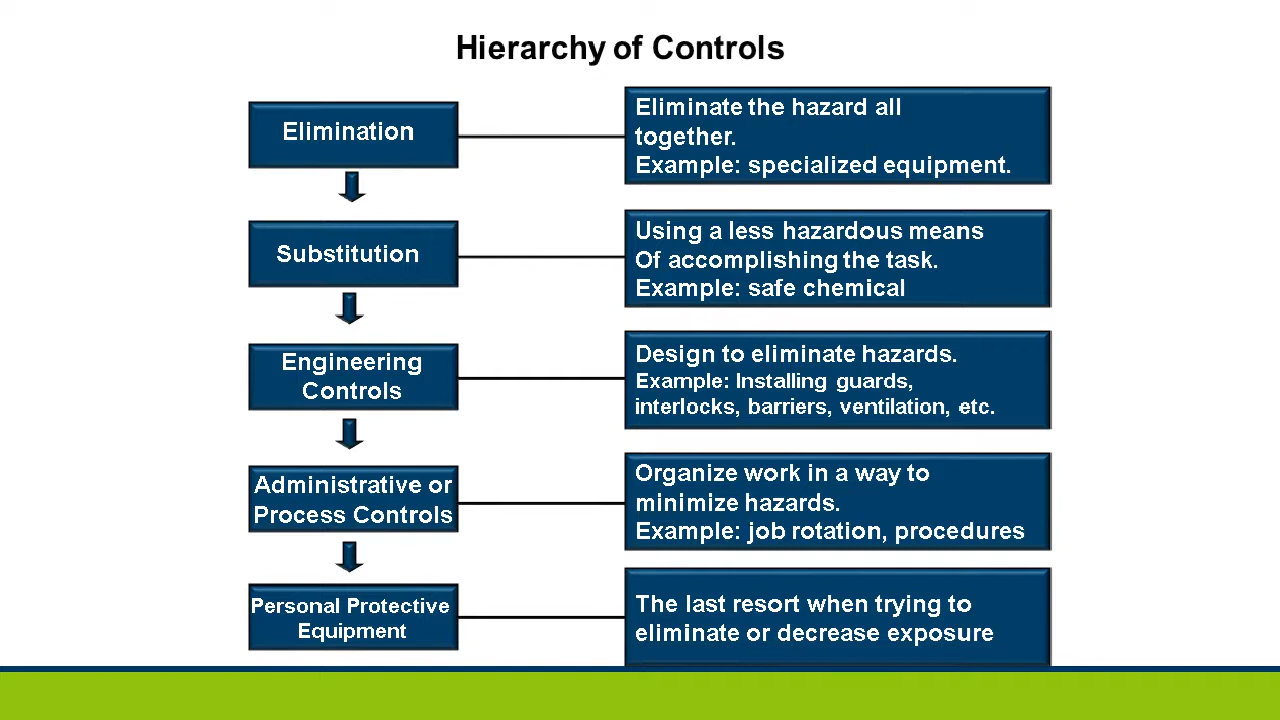 Hierarchy of Controls
Elimination
Eliminate the hazard all
together.
Example: specialized equipment.
Substitution
Using a less hazardous means
Of accomplishing the task.
Example: safe chemical
Engineering
Controls
Design to eliminate hazards.
Example: Installing guards,
interlocks, barriers, ventilation, etc.
Administrative or
Process Controls
Organize work in a way to
minimize hazards.
Example: job rotation, procedures
Personal Protective
Equipment
The last resort when trying to
eliminate or decrease exposure